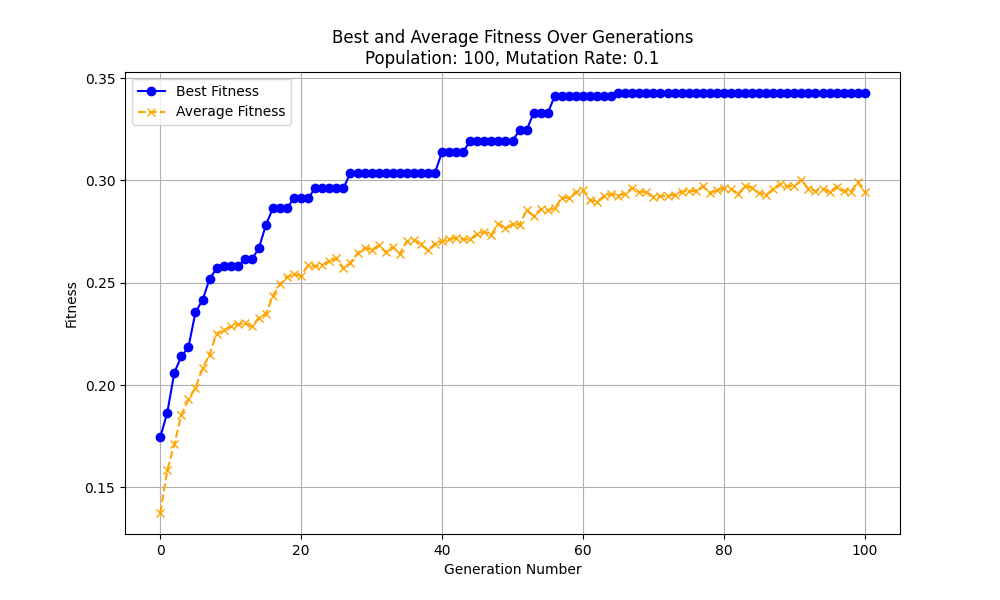 Best and Average Fitness Over Generations
Population: 100, Mutation Rate: 0.1
Best Fitness
Average Fitness
Fitness
0.35
0.30
0.25
0.20
0.15
0 20 40 60 80 100
Generation Number